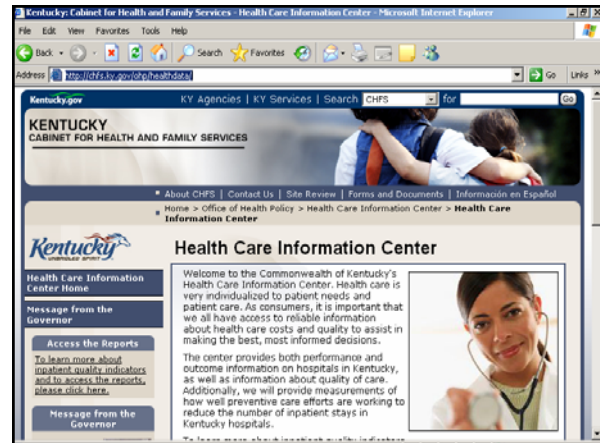 Kentucky: Cabinet for Health and Family Services - Health Care Information Center - Microsoft Internet Explorer
File Edit View Favorites Tools Help
Back Search Favorites
Address http://chfs.ky.gov/ohp/healthdata/ Go Links »
Kentucky.gov KY Agencies | KY Services | Search CHFS for Go
KENTUCKY
CABINET FOR HEALTH AND FAMILY SERVICES
About CHFS | Contact Us | Site Review | Forms and Documents | Información en Español
Home > Office of Health Policy > Health Care Information Center > Health Care
Information Center
Kentucky
UNBRIDLED SPIRIT
Health Care Information Center
Health Care Information
Center Home
Message from the
Governor
Access the Reports
To learn more about
inpatient quality indicators
and to access the reports,
please click here.
Message from the
Governor
Welcome to the Commonwealth of Kentucky's
Health Care Information Center. Health care is
very individualized to patient needs and
patient care. As consumers, it is important that
we all have access to reliable information
about health care costs and quality to assist in
making the best, most informed decisions.
The center provides both performance and
outcome information on hospitals in Kentucky,
as well as information about quality of care.
Additionally, we will provide measurements of
how well preventive care efforts are working to
reduce the number of inpatient stays in
Kentucky hospitals.
To learn more about inpatient quality indicators